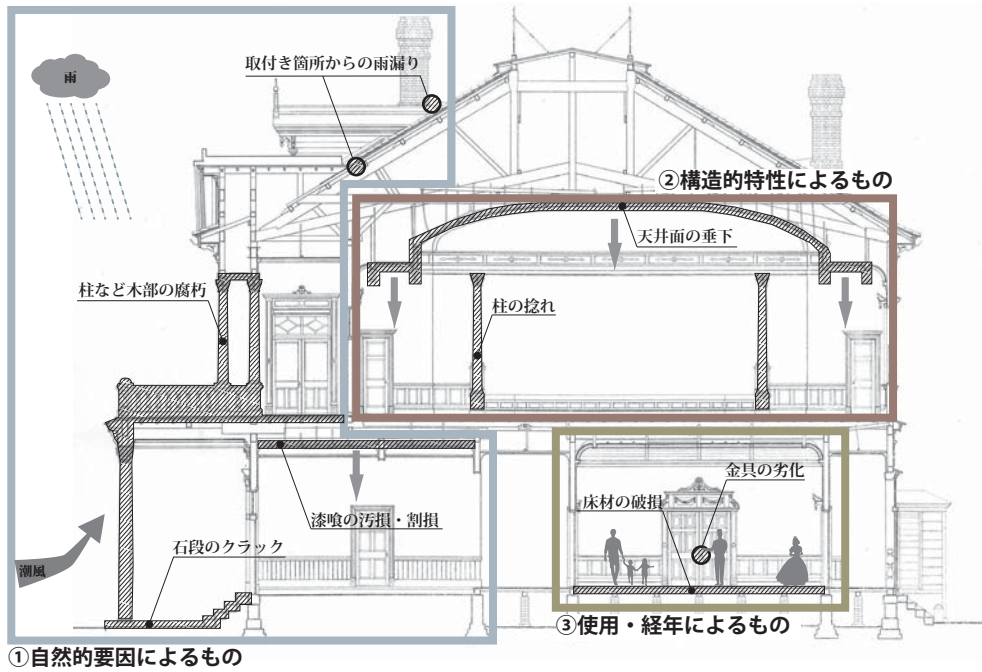 雨
取付き箇所からの雨漏り
②構造的特性によるもの
天井面の垂下
柱など木部の腐朽
柱の捻れ
金具の劣化
床材の破損
漆喰の汚損・割損
石段のクラック
潮風
③使用・経年によるもの
①自然的要因によるもの